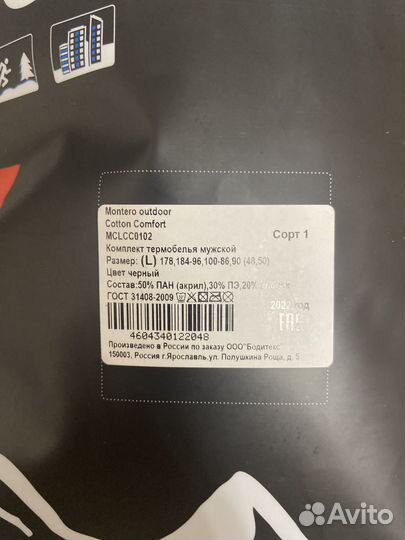 Montero outdoor
Cotton Comfort
MCLCC0102
Сорт 1
Комплект термобелья мужской
Размер: (L) 178,184-96,100-86,90 (48,50)
Цвет черный
Состав:50% ПАН (акрил),30% ПЭ,20%
ГОСТ 31408-2009
год
EAC
4604340122048
Произведено в России по заказу ООО"Бодитекс"
150003, Россия г.Ярославль.ул. Полушкина Роща, д. 5
Avito